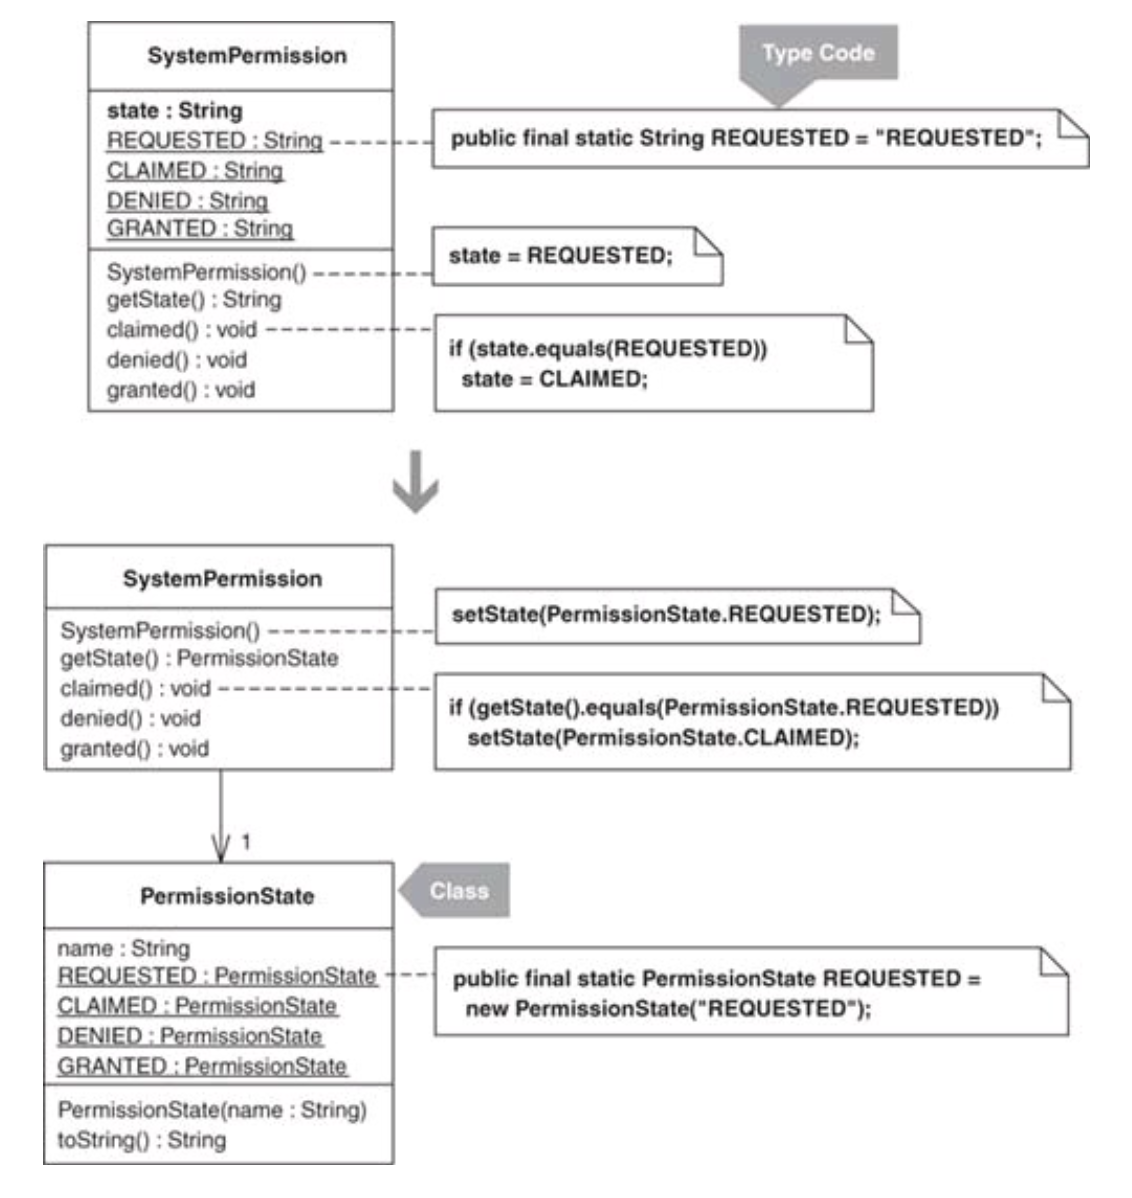 SystemPermission
Type Code
state : String
REQUESTED : String
public final static String REQUESTED = "REQUESTED";
CLAIMED : String
DENIED : String
GRANTED : String
state = REQUESTED;
SystemPermission()
getState() : String
claimed() : void
denied() : void
granted() : void
if (state.equals(REQUESTED))
state = CLAIMED;
SystemPermission
SystemPermission()
getState() : PermissionState
claimed() : void
denied() : void
granted() : void
setState(PermissionState.REQUESTED);
if (getState().equals(PermissionState.REQUESTED))
setState(PermissionState.CLAIMED);
1
PermissionState
Class
name : String
REQUESTED : PermissionState
CLAIMED : PermissionState
DENIED : PermissionState
GRANTED : PermissionState
public final static PermissionState REQUESTED =
new PermissionState("REQUESTED");
PermissionState(name : String)
toString() : String